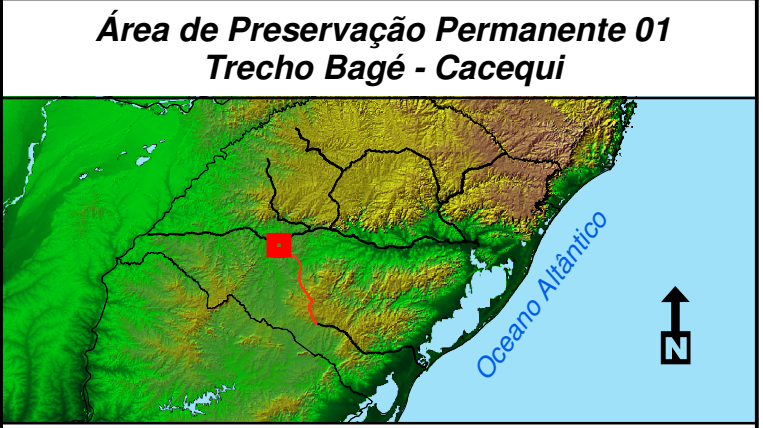 Área de Preservação Permanente 01
Trecho Bagé - Cacequi
Oceano Altântico
N